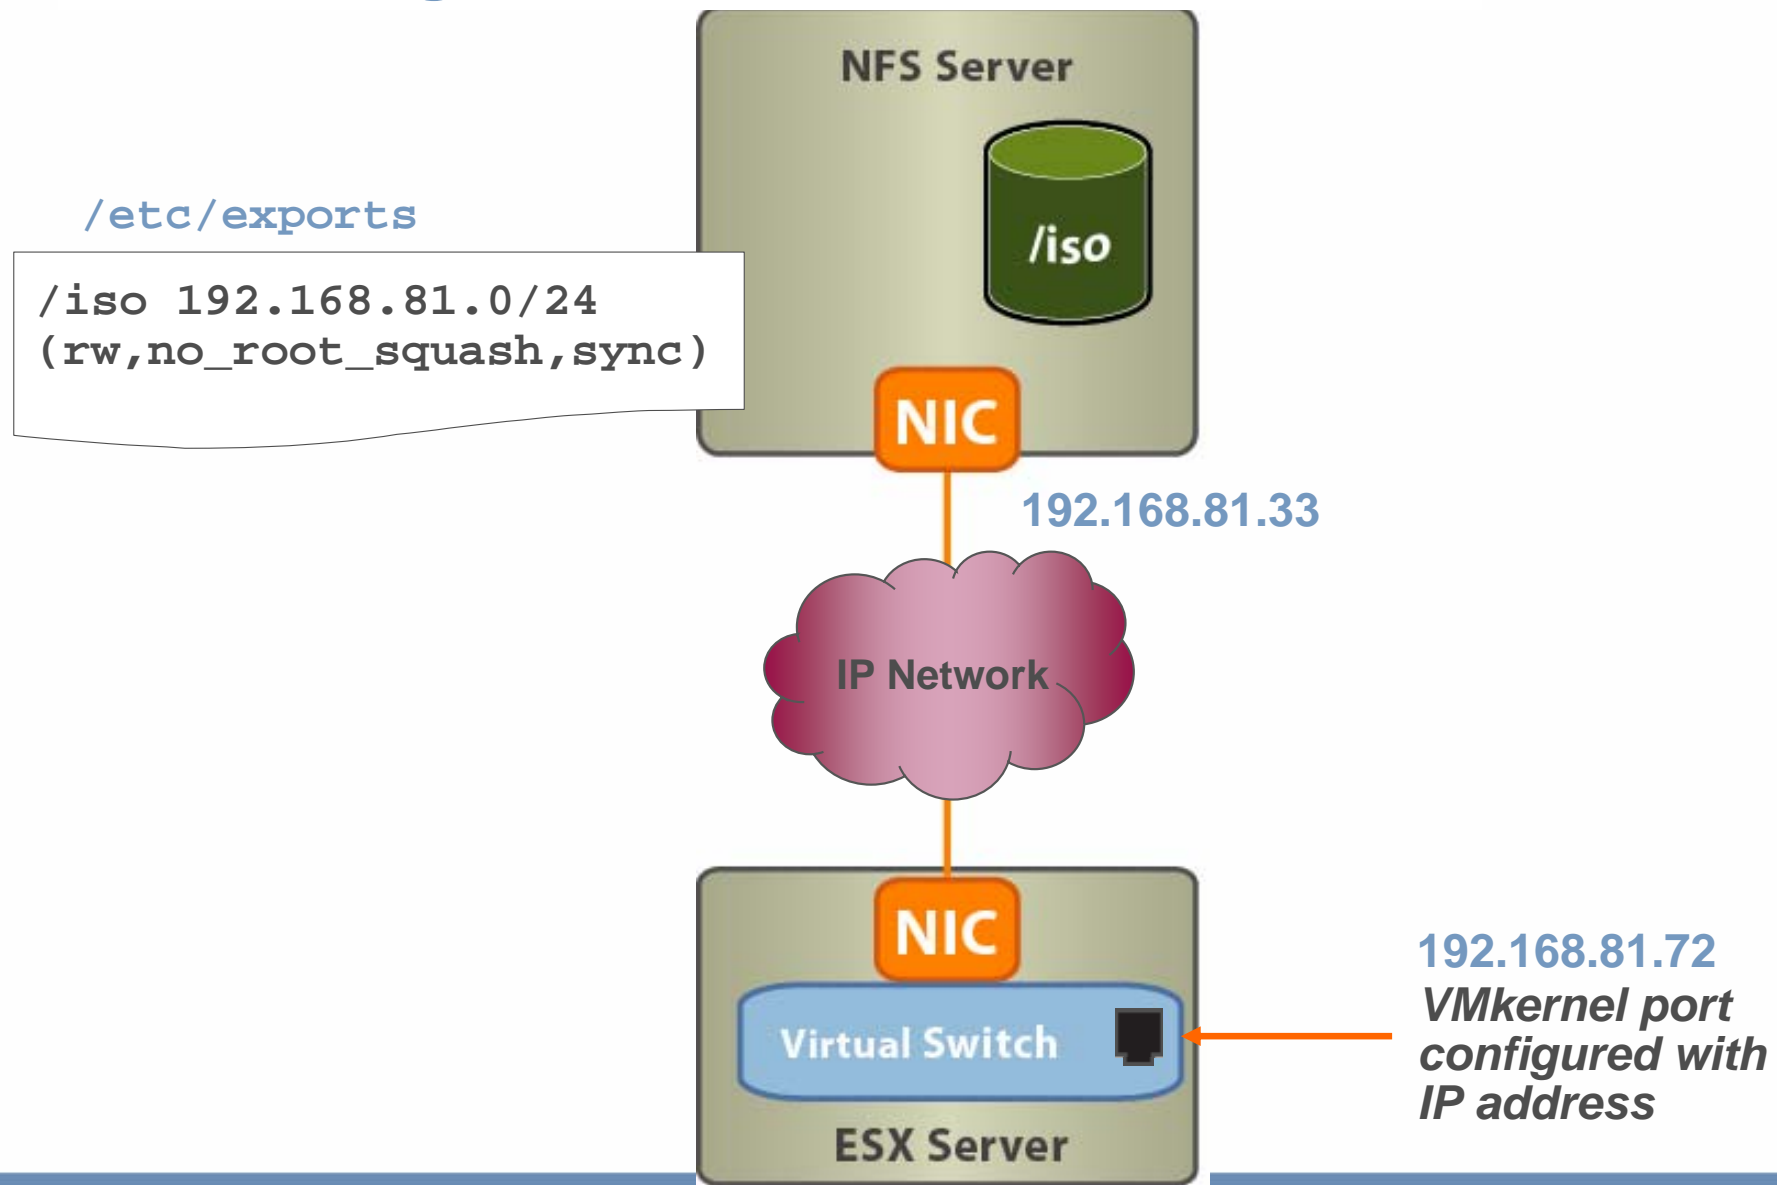 NFS Server
/iso
/etc/exports
/iso 192.168.81.0/24
(rw,no_root_squash,sync)
NIC
192.168.81.33
IP Network
NIC
Virtual Switch
ESX Server
192.168.81.72
VMkernel port
configured with
IP address